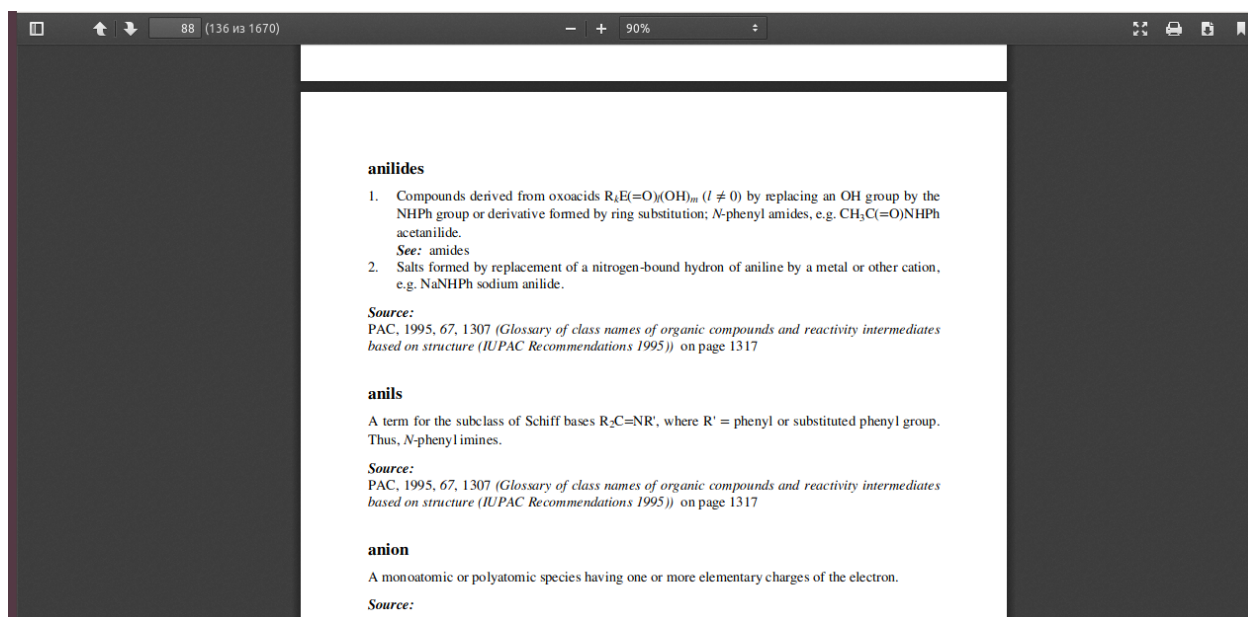 88 (136 из 1670)
− + 90%
anilides
1. Compounds derived from oxoacids RₖE(=O)ₗ(OH)ₘ (l ≠ 0) by replacing an OH group by the
NHPh group or derivative formed by ring substitution; N-phenyl amides, e.g. CH₃C(=O)NHPh
acetanilide.
See: amides
2. Salts formed by replacement of a nitrogen-bound hydron of aniline by a metal or other cation,
e.g. NaNHPh sodium anilide.
Source:
PAC, 1995, 67, 1307 (Glossary of class names of organic compounds and reactivity intermediates
based on structure (IUPAC Recommendations 1995)) on page 1317
anils
A term for the subclass of Schiff bases R₂C=NR', where R' = phenyl or substituted phenyl group.
Thus, N-phenyl imines.
Source:
PAC, 1995, 67, 1307 (Glossary of class names of organic compounds and reactivity intermediates
based on structure (IUPAC Recommendations 1995)) on page 1317
anion
A monoatomic or polyatomic species having one or more elementary charges of the electron.
Source: